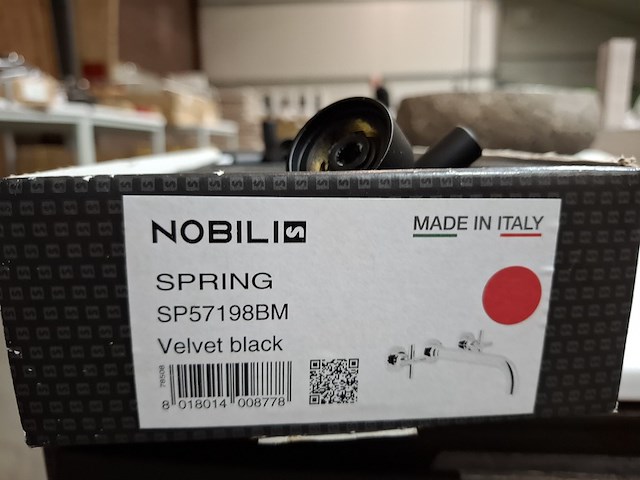 NOBILI
MADE IN ITALY
SPRING
SP57198BM
Velvet black
78508
8 018014 008778